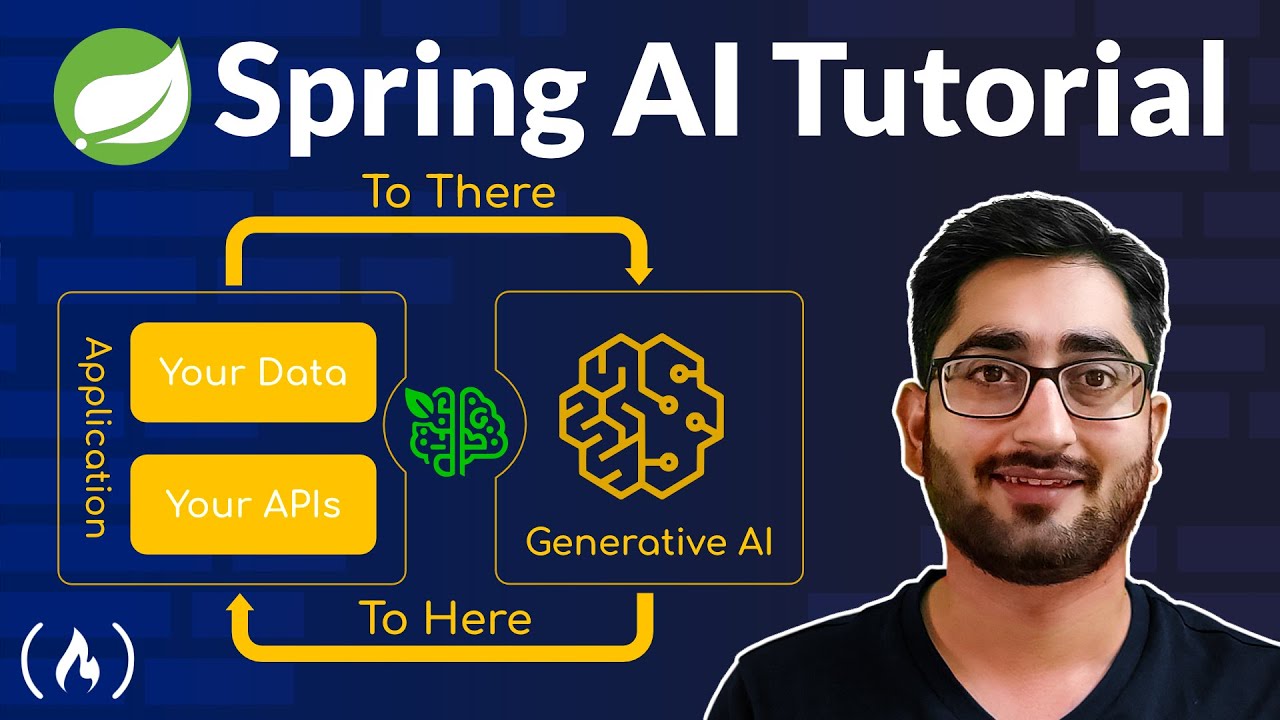 Spring AI Tutorial
To There
Application
Your Data
Your APIs
Generative AI
To Here